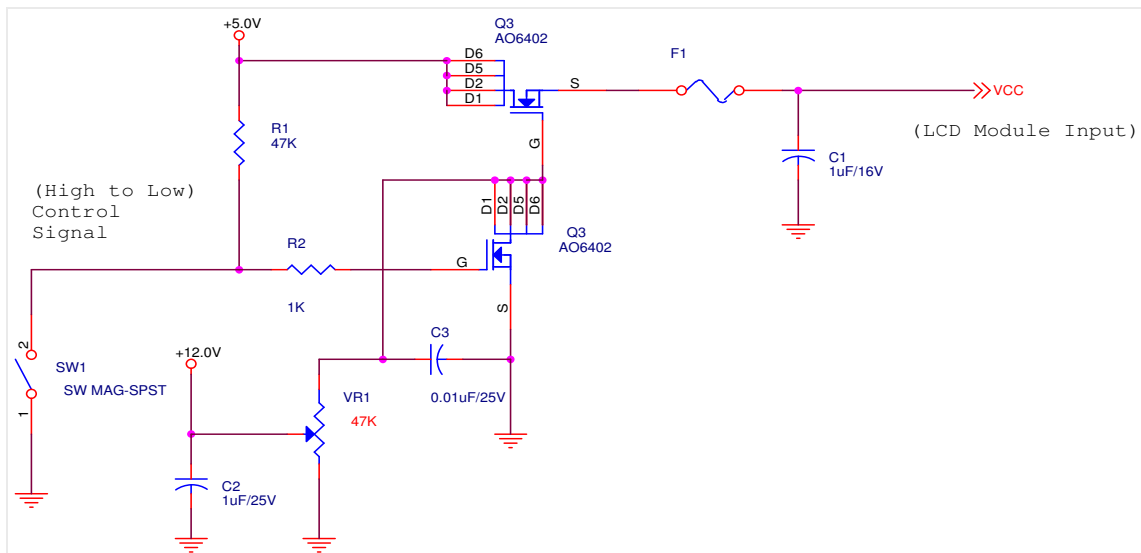 +5.0V
Q3
AO6402
D6
D5
D2
D1
S
G
F1
VCC
(LCD Module Input)
R1
47K
C1
1uF/16V
(High to Low)
Control
Signal
D1
D2
D5
D6
Q3
AO6402
R2
1K
G
S
2
SW1
SW MAG-SPST
1
+12.0V
C3
0.01uF/25V
VR1
47K
C2
1uF/25V